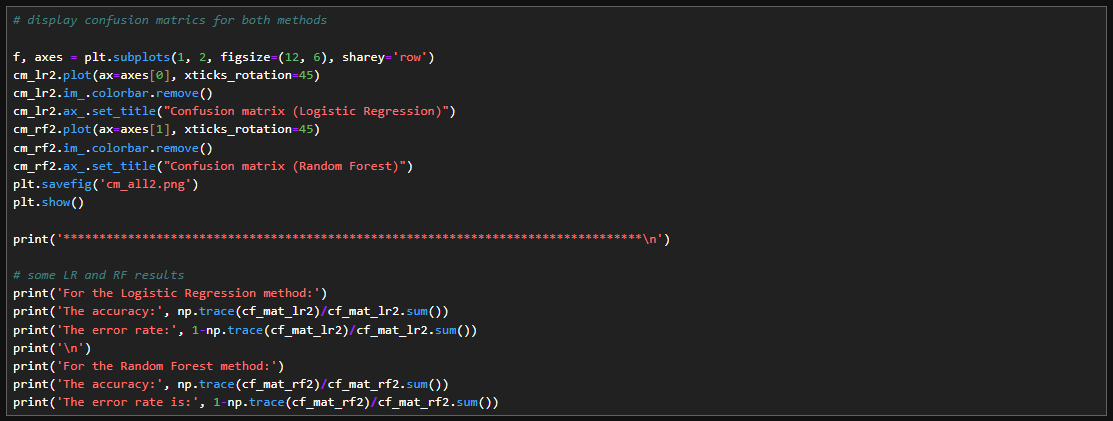 # display confusion matrics for both methods
f, axes = plt.subplots(1, 2, figsize=(12, 6), sharey='row')
cm_lr2.plot(ax=axes[0], xticks_rotation=45)
cm_lr2.im_.colorbar.remove()
cm_lr2.ax_.set_title("Confusion matrix (Logistic Regression)")
cm_rf2.plot(ax=axes[1], xticks_rotation=45)
cm_rf2.im_.colorbar.remove()
cm_rf2.ax_.set_title("Confusion matrix (Random Forest)")
plt.savefig('cm_all2.png')
plt.show()
print('********************************************************************************\n')
# some LR and RF results
print('For the Logistic Regression method:')
print('The accuracy:', np.trace(cf_mat_lr2)/cf_mat_lr2.sum())
print('The error rate:', 1-np.trace(cf_mat_lr2)/cf_mat_lr2.sum())
print('\n')
print('For the Random Forest method:')
print('The accuracy:', np.trace(cf_mat_rf2)/cf_mat_rf2.sum())
print('The error rate is:', 1-np.trace(cf_mat_rf2)/cf_mat_rf2.sum())